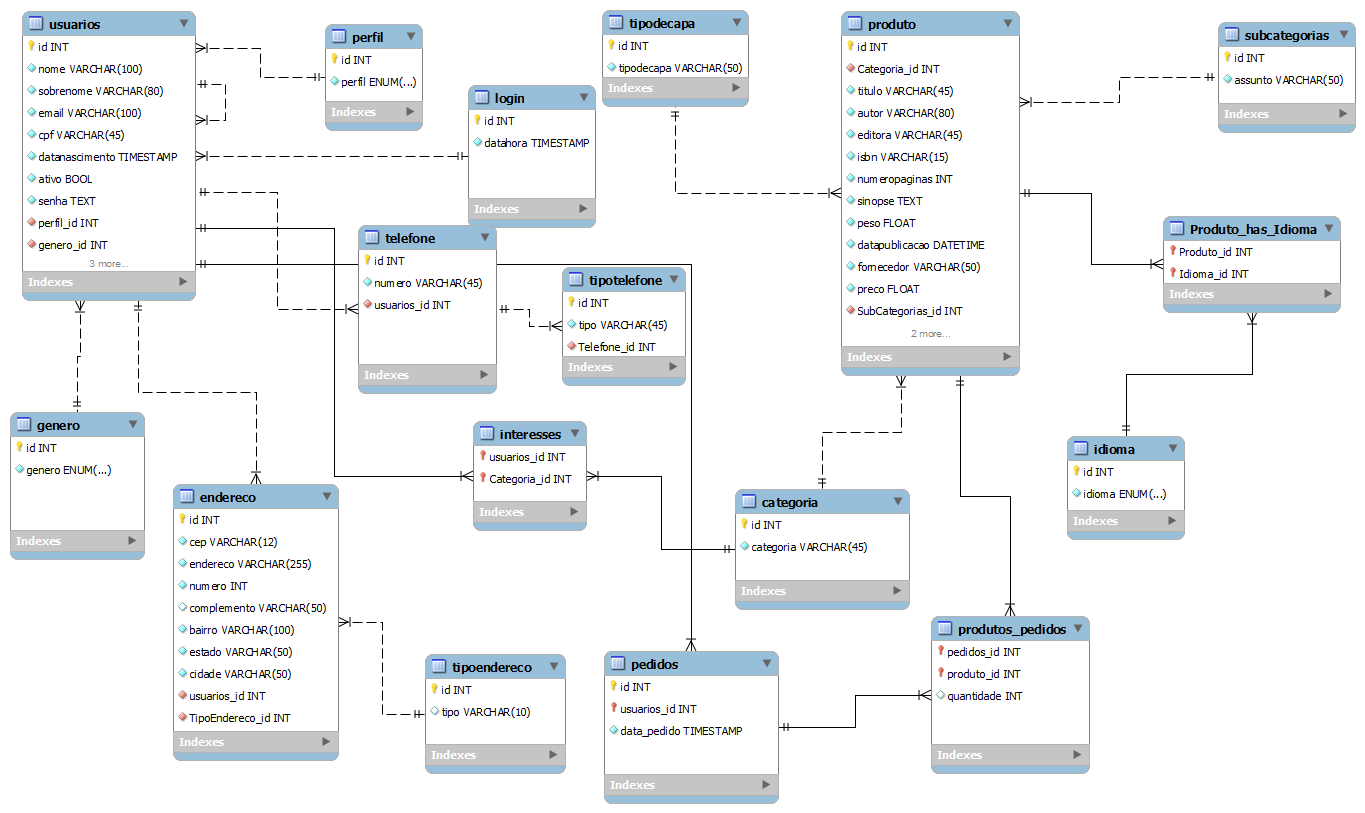 usuarios
id INT
nome VARCHAR(100)
sobrenome VARCHAR(80)
email VARCHAR(100)
cpf VARCHAR(45)
datanascimento TIMESTAMP
ativo BOOL
senha TEXT
perfil_id INT
genero_id INT
3 more...
Indexes
perfil
id INT
perfil ENUM(...)
Indexes
login
id INT
datahora TIMESTAMP
Indexes
tipodecapa
id INT
tipodecapa VARCHAR(50)
Indexes
produto
id INT
Categoria_id INT
titulo VARCHAR(45)
autor VARCHAR(80)
editora VARCHAR(45)
isbn VARCHAR(15)
numeropaginas INT
sinopse TEXT
peso FLOAT
datapublicacao DATETIME
fornecedor VARCHAR(50)
preco FLOAT
SubCategorias_id INT
2 more...
Indexes
subcategorias
id INT
assunto VARCHAR(50)
Indexes
telefone
id INT
numero VARCHAR(45)
usuarios_id INT
Indexes
tipotelefone
id INT
tipo VARCHAR(45)
Telefone_id INT
Indexes
Produto_has_Idioma
Produto_id INT
Idioma_id INT
Indexes
genero
id INT
genero ENUM(...)
Indexes
endereco
id INT
cep VARCHAR(12)
endereco VARCHAR(255)
numero INT
complemento VARCHAR(50)
bairro VARCHAR(100)
estado VARCHAR(50)
cidade VARCHAR(50)
usuarios_id INT
TipoEndereco_id INT
Indexes
interesses
usuarios_id INT
Categoria_id INT
Indexes
categoria
id INT
categoria VARCHAR(45)
Indexes
idioma
id INT
idioma ENUM(...)
Indexes
tipoendereco
id INT
tipo VARCHAR(10)
Indexes
pedidos
id INT
usuarios_id INT
data_pedido TIMESTAMP
Indexes
produtos_pedidos
pedidos_id INT
produto_id INT
quantidade INT
Indexes